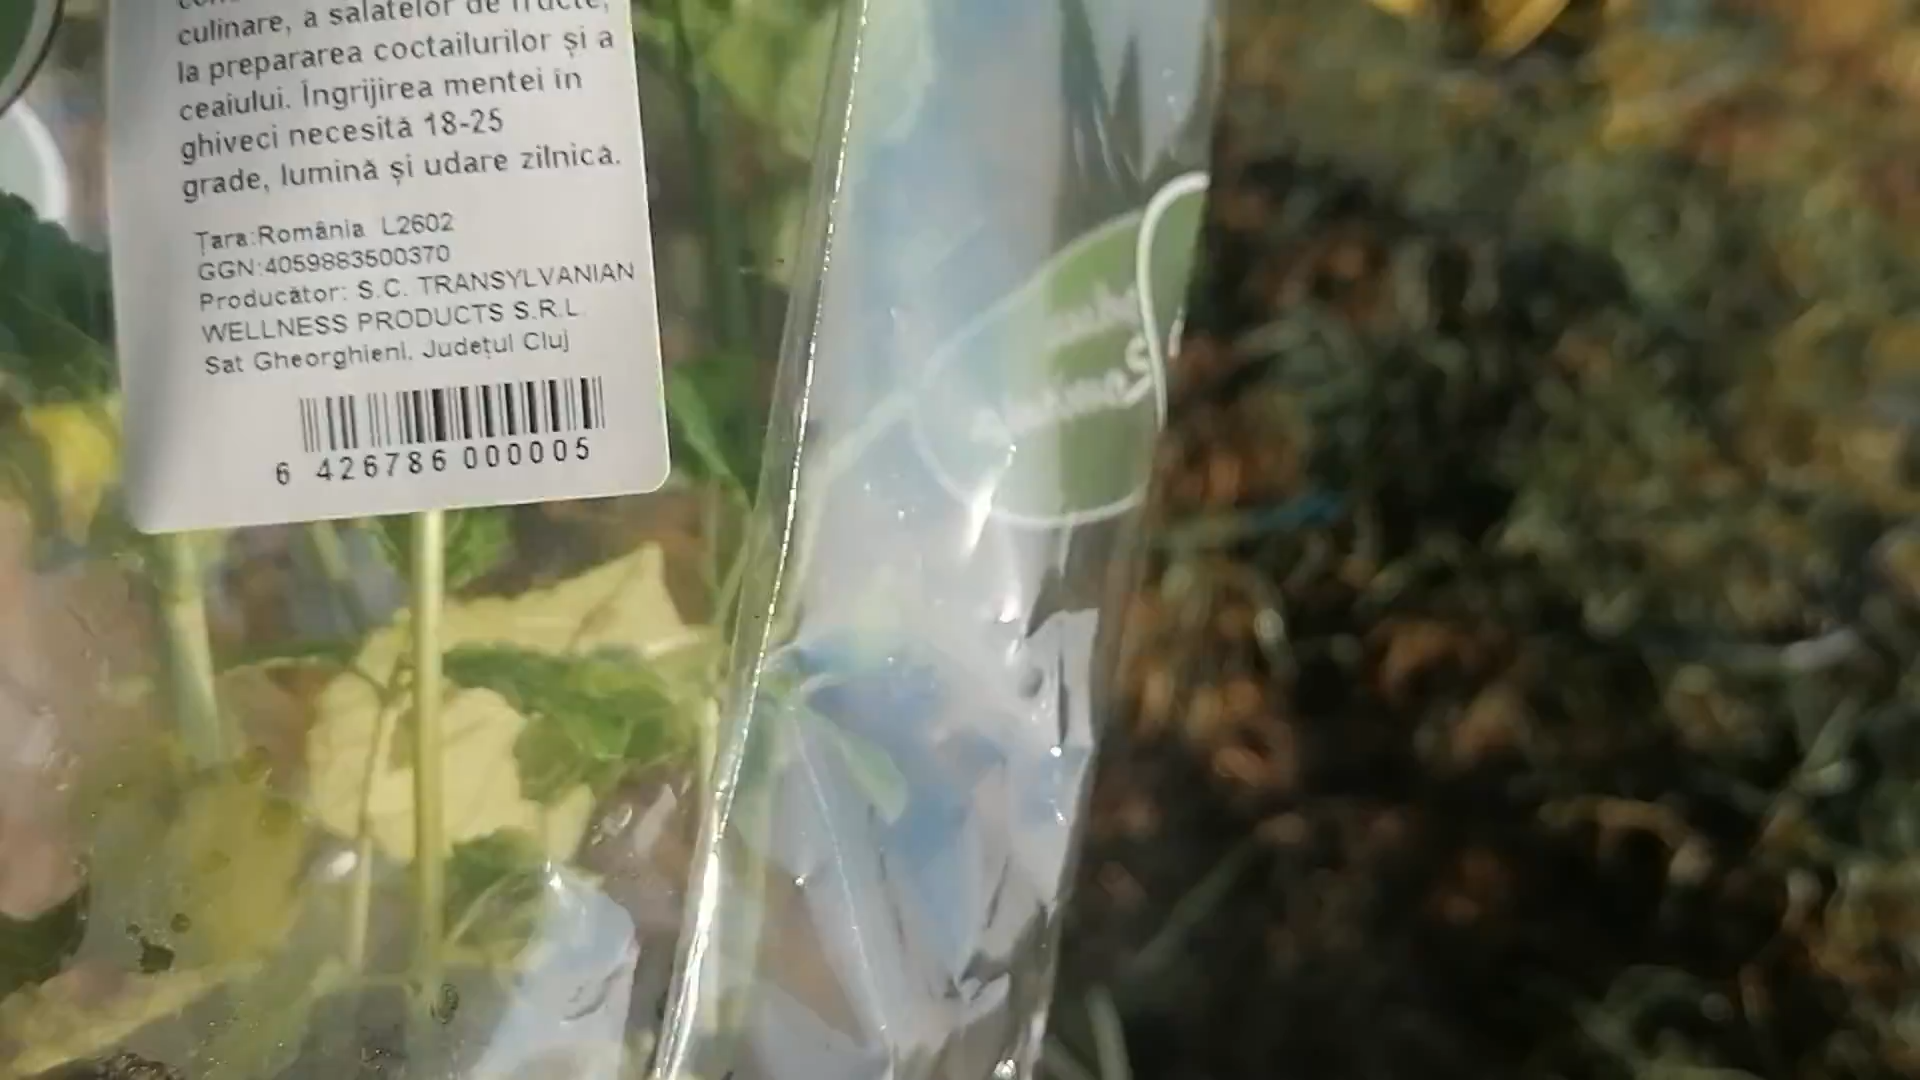 culinare, a salatelor de fructe,
la prepararea coctailurilor și a
ceaiului. Îngrijirea mentei în
ghiveci necesită 18-25
grade, lumină și udare zilnică.
Țara:România L2602
GGN:4059883500370
Producător: S.C. TRANSYLVANIAN
WELLNESS PRODUCTS S.R.L.
Sat Gheorghieni, Județul Cluj
6 426786 000005